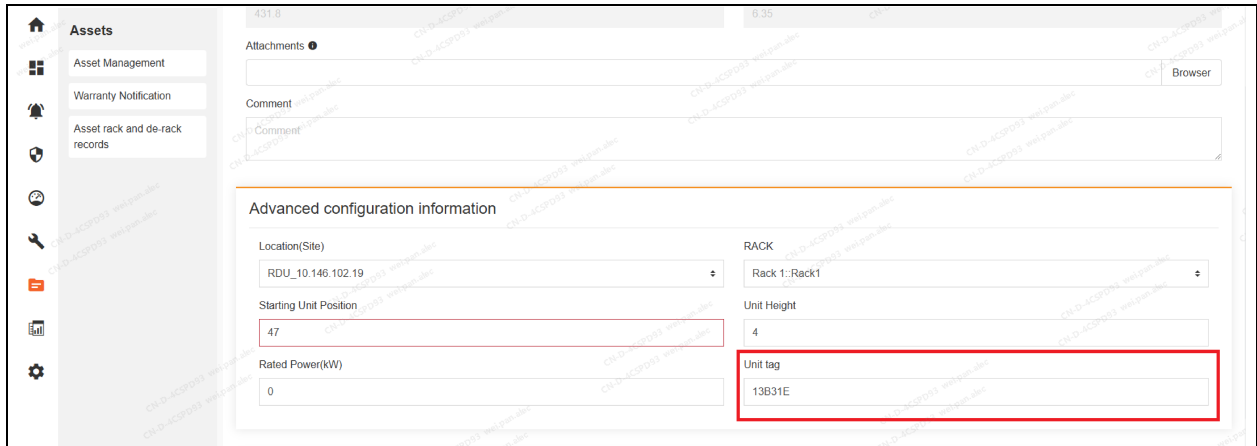 Assets
Asset Management
Warranty Notification
Asset rack and de-rack
records
431.8
6.35
Attachments
Browser
Comment
Comment
Advanced configuration information
Location(Site)
RACK
RDU_10.146.102.19
Rack 1::Rack1
Starting Unit Position
Unit Height
47
4
Rated Power(kW)
Unit tag
0
13B31E